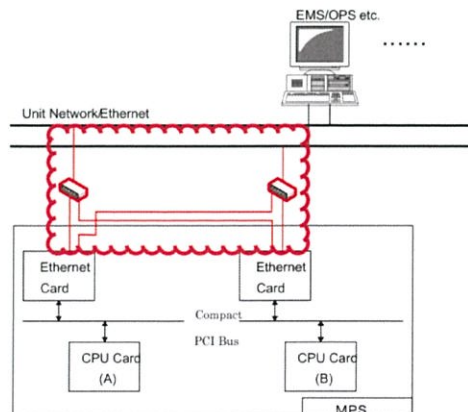 EMS/OPS etc.
......
Unit Network/Ethernet
Ethernet
Card
Ethernet
Card
Compact
PCI Bus
CPU Card
(A)
CPU Card
(B)
MPS